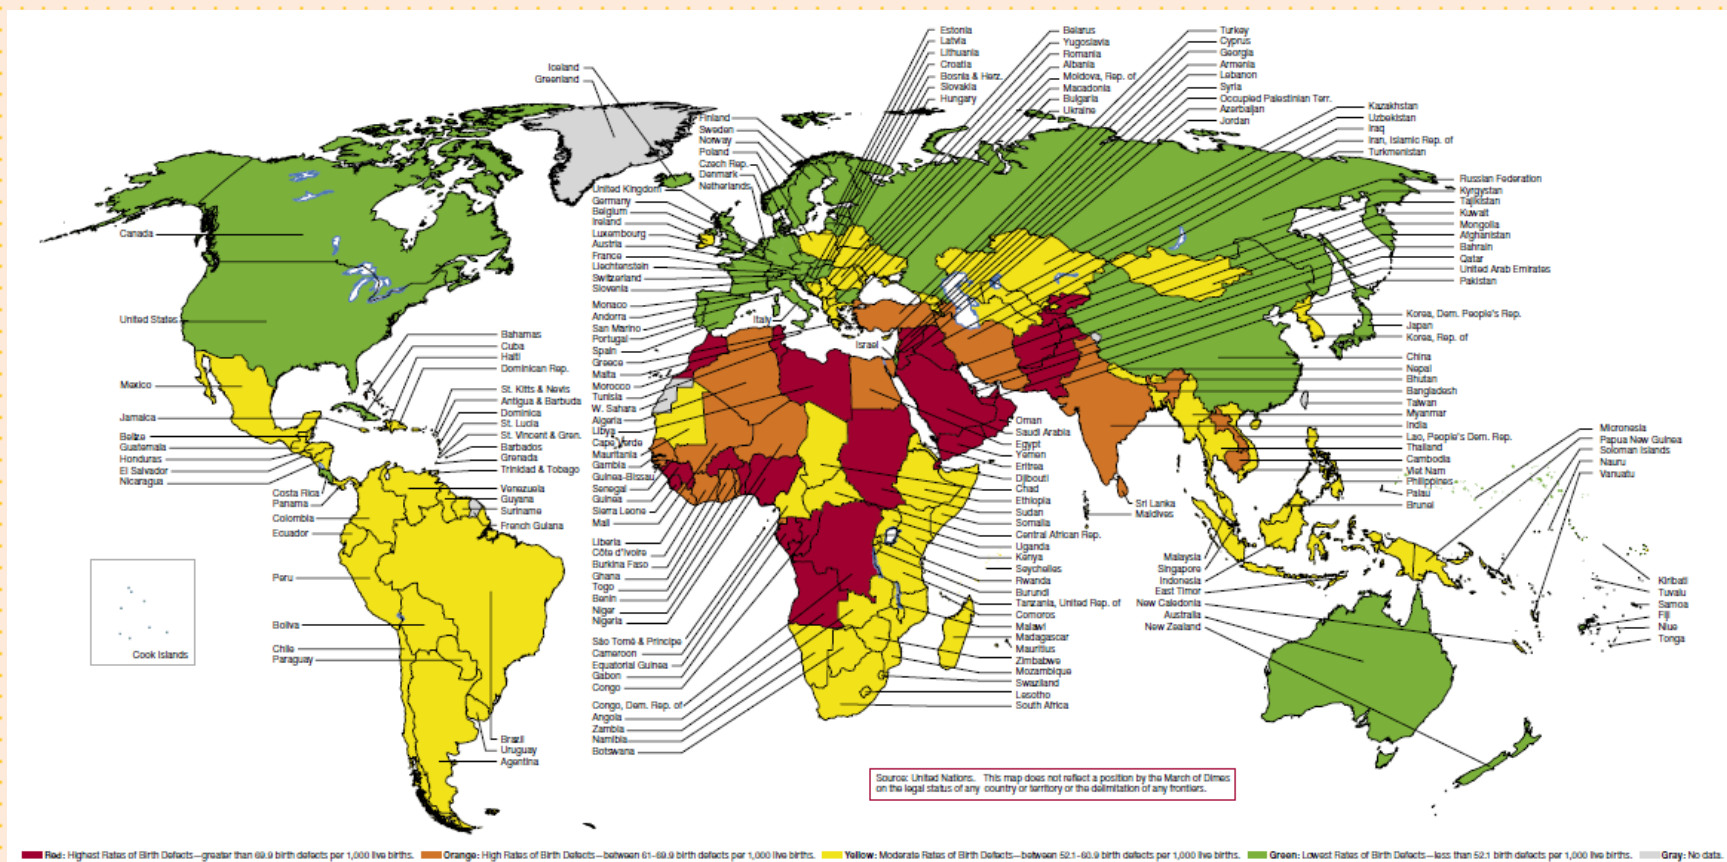 Iceland
Greenland
Estonia
Latvia
Lithuania
Croatia
Bosnia & Herz.
Slovakia
Hungary
Belarus
Yugoslavia
Romania
Albania
Moldova, Rep. of
Macadonia
Bulgaria
Ukraine
Turkey
Cyprus
Georgia
Armenia
Lebanon
Syria
Occupied Palestinian Terr.
Azerbaijan
Jordan
Kazakhstan
Uzbekistan
Iraq
Iran, Islamic Rep. of
Turkmenistan
Russian Federation
Kyrgystan
Tajikistan
Kuwait
Mongolia
Afghanistan
Bahrain
Qatar
United Arab Emirates
Pakistan
Korea, Dem. People's Rep.
Japan
Korea, Rep. of
China
Nepal
Bhutan
Bangladesh
Taiwan
Myanmar
India
Lao, People's Dem. Rep.
Thailand
Cambodia
Viet Nam
Philippines
Palau
Brunei
Micronesia
Papua New Guinea
Soloman Islands
Nauru
Vanuatu
Kiribati
Tuvalu
Samoa
Fiji
Niue
Tonga
Finland
Sweden
Norway
Poland
Czech Rep.
Denmark
Netherlands
United Kingdom
Germany
Belgium
Ireland
Luxembourg
Austria
France
Liechtenstein
Switzerland
Slovenia
Monaco
Andorra
San Marino
Portugal
Spain
Greece
Malta
Morocco
Tunisia
W. Sahara
Algeria
Libya
Cape Verde
Mauritania
Gambia
Guinea-Bissau
Senegal
Guinea
Sierra Leone
Mali
Liberia
Côte d'Ivoire
Burkina Faso
Ghana
Togo
Benin
Niger
Nigeria
São Tomé & Principe
Cameroon
Equatorial Guinea
Gabon
Congo
Congo, Dem. Rep. of
Angola
Zambia
Namibia
Botswana
Italy
Israel
Canada
United States
Mexico
Jamaica
Belize
Guatemala
Honduras
El Salvador
Nicaragua
Costa Rica
Panama
Colombia
Ecuador
Peru
Boliva
Chile
Paraguay
Bahamas
Cuba
Haiti
Dominican Rep.
St. Kitts & Nevis
Antigua & Barbuda
Dominica
St. Lucia
St. Vincent & Gren.
Barbados
Grenada
Trinidad & Tobago
Venezuela
Guyana
Suriname
French Guiana
Brazil
Uruguay
Agentina
Cook Islands
Oman
Saudi Arabia
Egypt
Yemen
Eritrea
Djibouti
Chad
Ethiopia
Sudan
Somalia
Central African Rep.
Uganda
Kenya
Seychelles
Rwanda
Burundi
Tanzania, United Rep. of
Comoros
Malawi
Madagascar
Mauritius
Zimbabwe
Mozambique
Swaziland
Lesotho
South Africa
Sri Lanka
Maldives
Malaysia
Singapore
Indonesia
East Timor
New Caledonia
Australia
New Zealand
Source: United Nations. This map does not reflect a position by the March of Dimes
on the legal status of any country or territory or the delimitation of any frontiers.
Red: Highest Rates of Birth Defects—greater than 69.9 birth defects per 1,000 live births. Orange: High Rates of Birth Defects—between 61-69.9 birth defects per 1,000 live births. Yellow: Moderate Rates of Birth Defects—between 52.1-60.9 birth defects per 1,000 live births. Green: Lowest Rates of Birth Defects—less than 52.1 birth defects per 1,000 live births. Gray: No data.